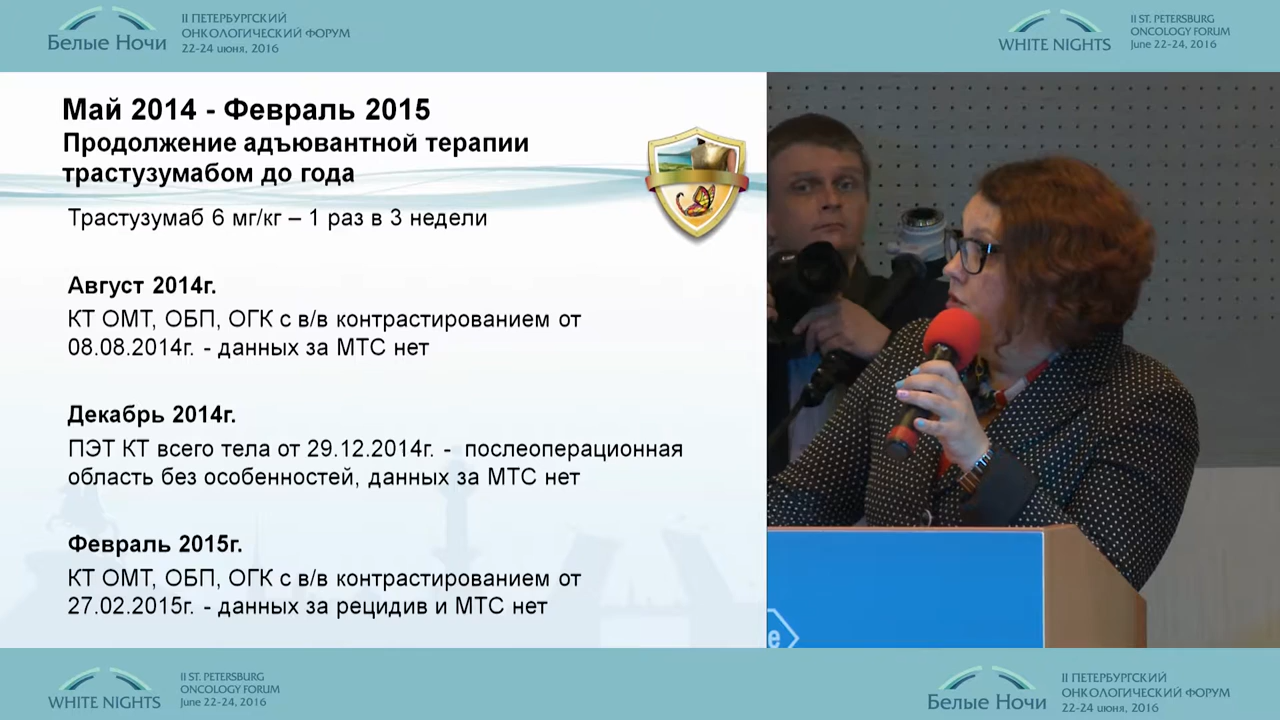 Белые Ночи
II ПЕТЕРБУРГСКИЙ
ОНКОЛОГИЧЕСКИЙ ФОРУМ
22-24 июня, 2016
WHITE NIGHTS
II ST. PETERSBURG
ONCOLOGY FORUM
June 22-24, 2016
Май 2014 - Февраль 2015
Продолжение адъювантной терапии
трастузумабом до года
Трастузумаб 6 мг/кг – 1 раз в 3 недели
Август 2014г.
КТ ОМТ, ОБП, ОГК с в/в контрастированием от
08.08.2014г. - данных за МТС нет
Декабрь 2014г.
ПЭТ КТ всего тела от 29.12.2014г. - послеоперационная
область без особенностей, данных за МТС нет
Февраль 2015г.
КТ ОМТ, ОБП, ОГК с в/в контрастированием от
27.02.2015г. - данных за рецидив и МТС нет
e
WHITE NIGHTS
II ST. PETERSBURG
ONCOLOGY FORUM
June 22-24, 2016
Белые Ночи
II ПЕТЕРБУРГСКИЙ
ОНКОЛОГИЧЕСКИЙ ФОРУМ
22-24 июня, 2016